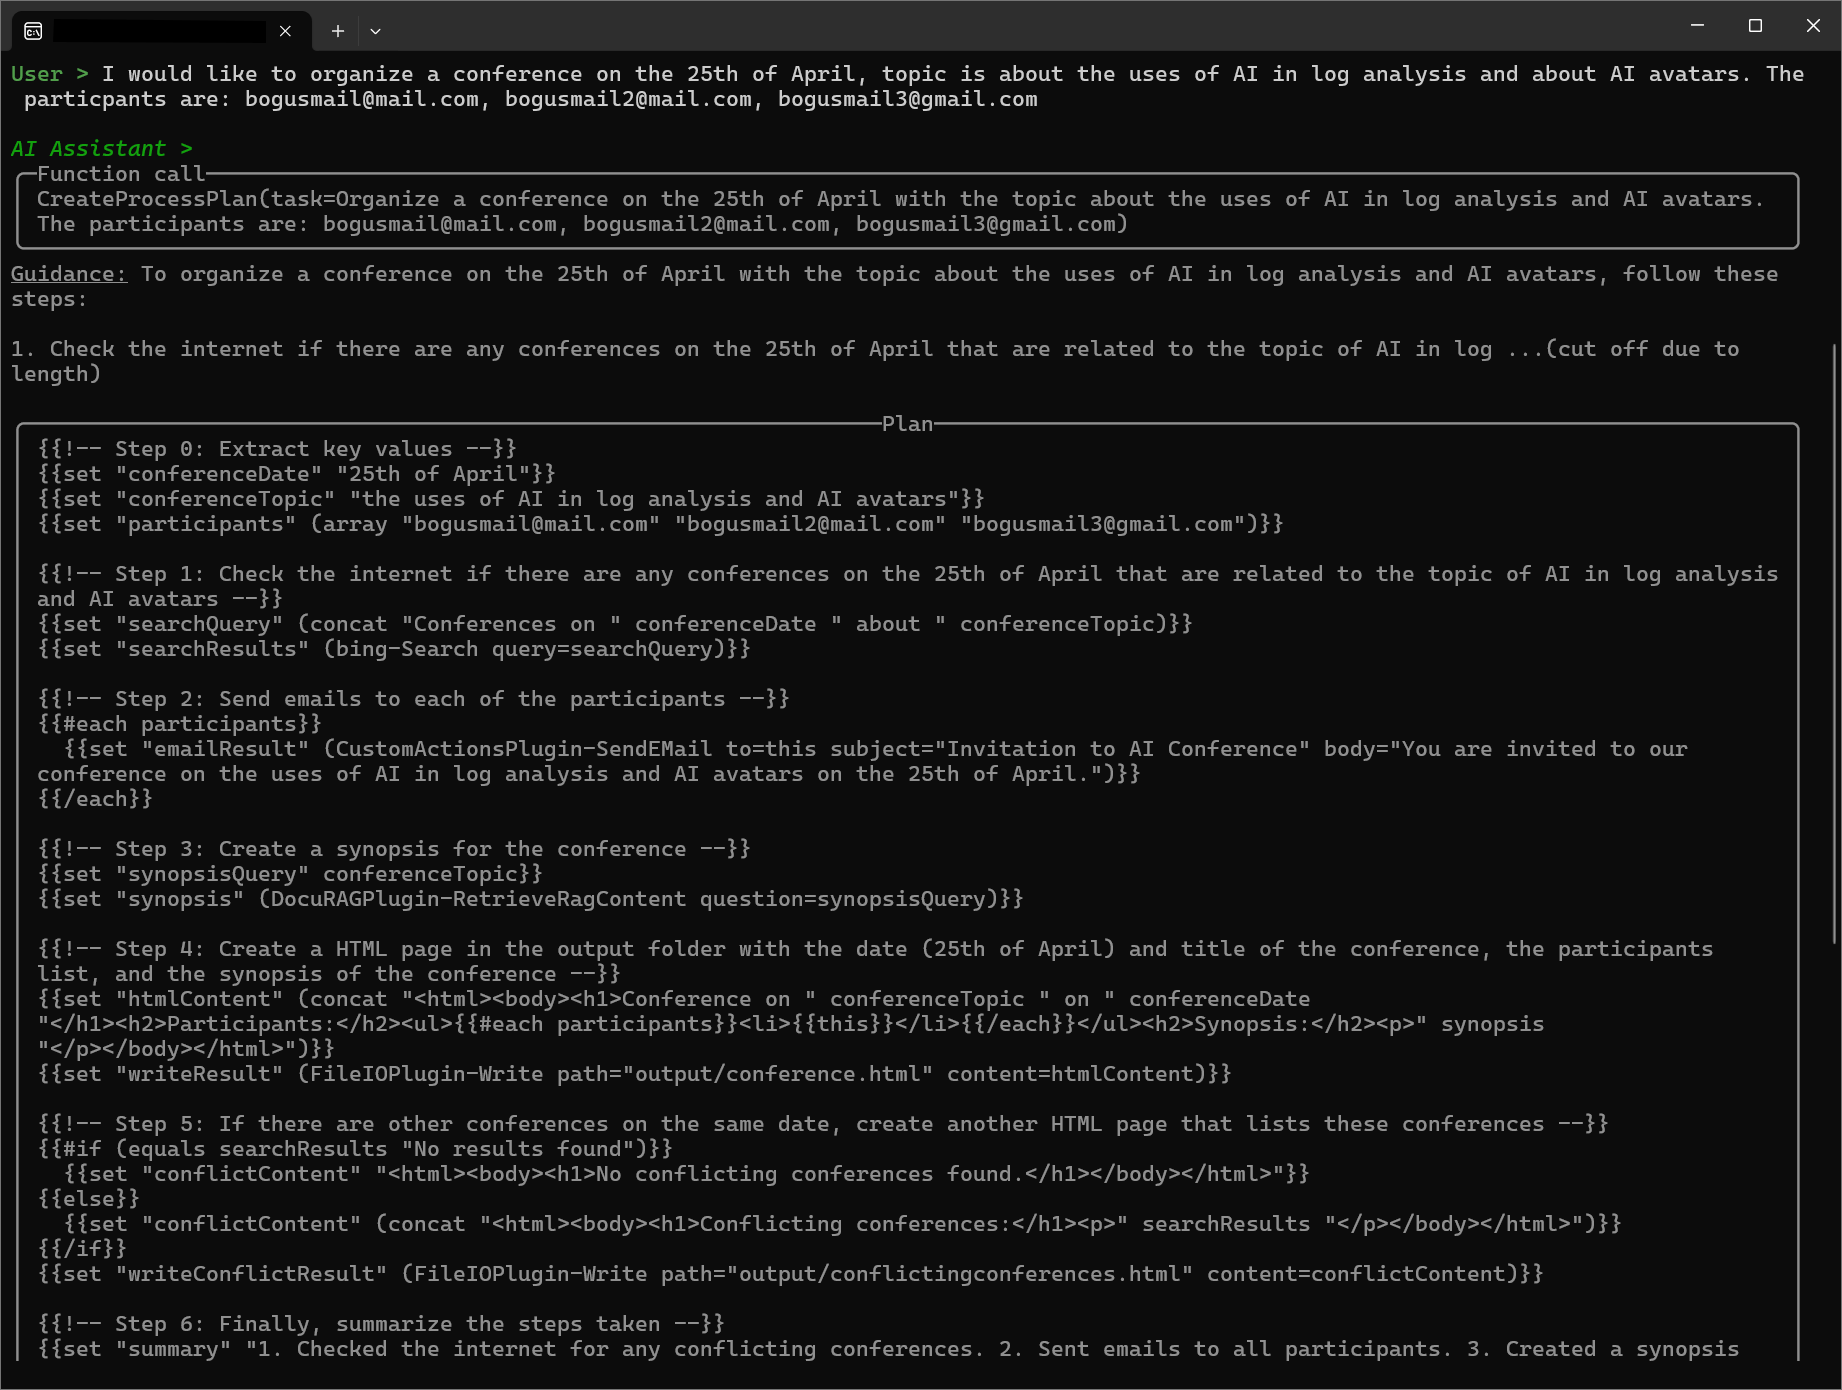 User > I would like to organize a conference on the 25th of April, topic is about the uses of AI in log analysis and about AI avatars. The
particpants are: bogusmail@mail.com, bogusmail2@mail.com, bogusmail3@gmail.com
AI Assistant >
Function call
CreateProcessPlan(task=Organize a conference on the 25th of April with the topic about the uses of AI in log analysis and AI avatars.
The participants are: bogusmail@mail.com, bogusmail2@mail.com, bogusmail3@gmail.com)
Guidance: To organize a conference on the 25th of April with the topic about the uses of AI in log analysis and AI avatars, follow these
steps:
1. Check the internet if there are any conferences on the 25th of April that are related to the topic of AI in log ...(cut off due to
length)
Plan
{{!-- Step 0: Extract key values --}}
{{set "conferenceDate" "25th of April"}}
{{set "conferenceTopic" "the uses of AI in log analysis and AI avatars"}}
{{set "participants" (array "bogusmail@mail.com" "bogusmail2@mail.com" "bogusmail3@gmail.com")}}
{{!-- Step 1: Check the internet if there are any conferences on the 25th of April that are related to the topic of AI in log analysis
and AI avatars --}}
{{set "searchQuery" (concat "Conferences on " conferenceDate " about " conferenceTopic)}}
{{set "searchResults" (bing-Search query=searchQuery)}}
{{!-- Step 2: Send emails to each of the participants --}}
{{#each participants}}
{{set "emailResult" (CustomActionsPlugin-SendEMail to=this subject="Invitation to AI Conference" body="You are invited to our
conference on the uses of AI in log analysis and AI avatars on the 25th of April.")}}
{{/each}}
{{!-- Step 3: Create a synopsis for the conference --}}
{{set "synopsisQuery" conferenceTopic}}
{{set "synopsis" (DocuRAGPlugin-RetrieveRagContent question=synopsisQuery)}}
{{!-- Step 4: Create a HTML page in the output folder with the date (25th of April) and title of the conference, the participants
list, and the synopsis of the conference --}}
{{set "htmlContent" (concat "<html><body><h1>Conference on " conferenceTopic " on " conferenceDate
"</h1><h2>Participants:</h2><ul>{{#each participants}}<li>{{this}}</li>{{/each}}</ul><h2>Synopsis:</h2><p>" synopsis
"</p></body></html>")}}
{{set "writeResult" (FileIOPlugin-Write path="output/conference.html" content=htmlContent)}}
{{!-- Step 5: If there are other conferences on the same date, create another HTML page that lists these conferences --}}
{{#if (equals searchResults "No results found")}}
{{set "conflictContent" "<html><body><h1>No conflicting conferences found.</h1></body></html>"}}
{{else}}
{{set "conflictContent" (concat "<html><body><h1>Conflicting conferences:</h1><p>" searchResults "</p></body></html>")}}
{{/if}}
{{set "writeConflictResult" (FileIOPlugin-Write path="output/conflictingconferences.html" content=conflictContent)}}
{{!-- Step 6: Finally, summarize the steps taken --}}
{{set "summary" "1. Checked the internet for any conflicting conferences. 2. Sent emails to all participants. 3. Created a synopsis